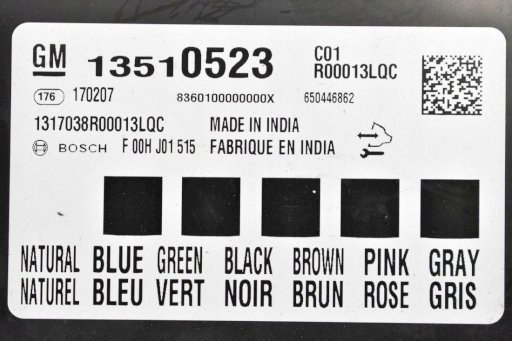 GM 13510523 C01
R00013LQC
176 170207 8360100000000X 650446862
1317038R00013LQC MADE IN INDIA
BOSCH F 00H J01 515 FABRIQUE EN INDIA
NATURAL BLUE GREEN BLACK BROWN PINK GRAY
NATUREL BLEU VERT NOIR BRUN ROSE GRIS